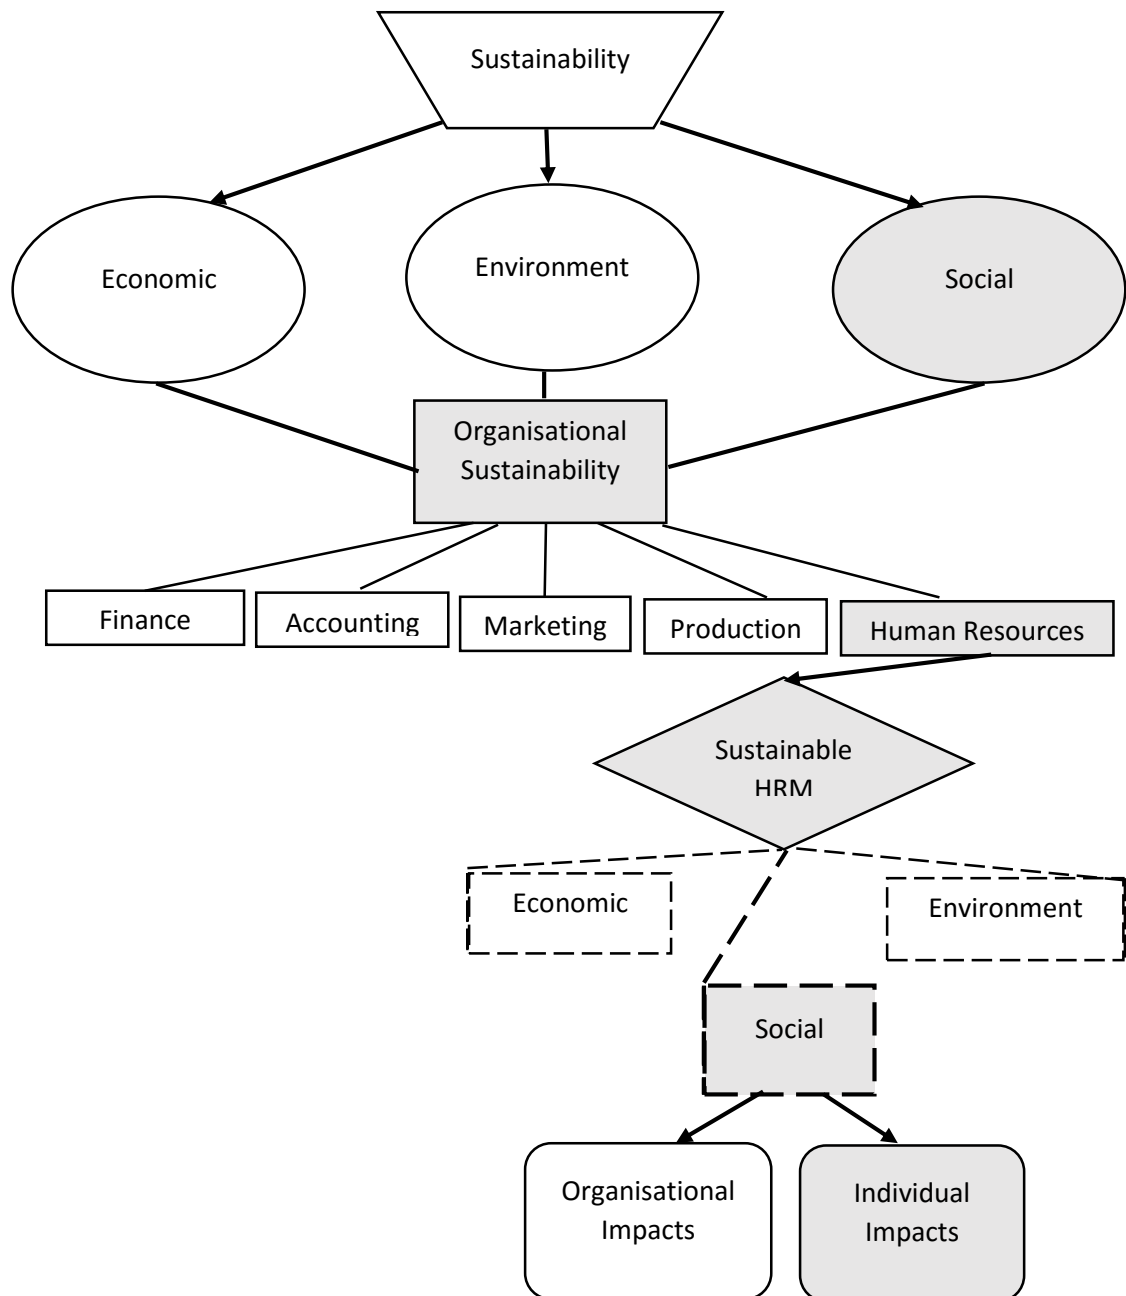 Sustainability
Economic
Environment
Social
Organisational
Sustainability
Finance
Accounting
Marketing
Production
Human Resources
Sustainable
HRM
Economic
Environment
Social
Organisational
Impacts
Individual
Impacts